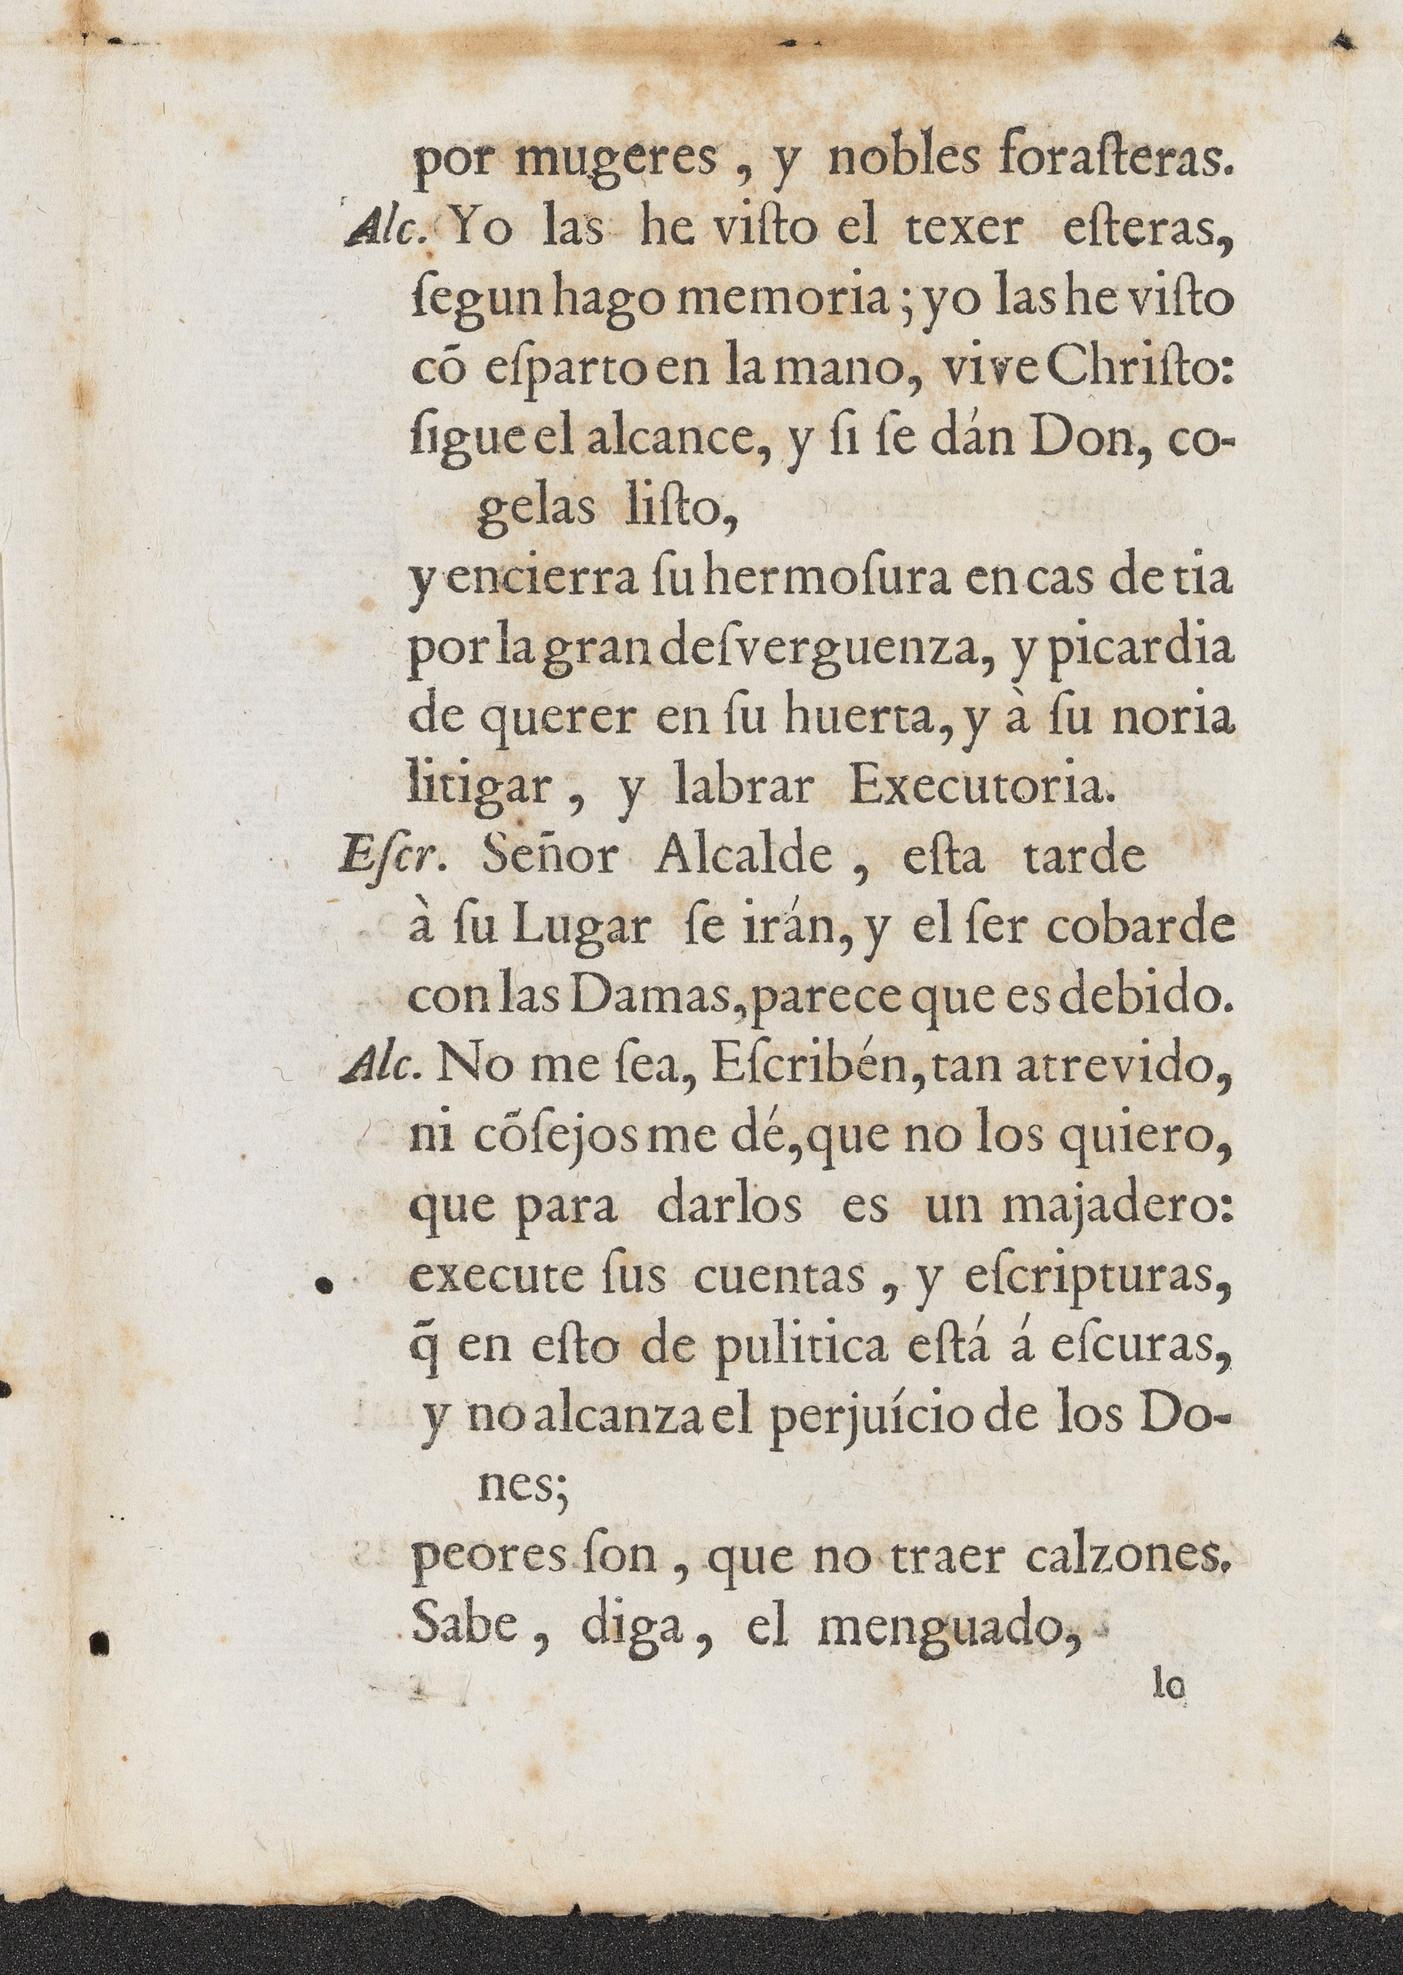 por mugeres , y nobles foraſteras.
Alc. Yo las he viſto el texer eſteras,
ſegun hago memoria ; yo las he viſto
cō eſparto en la mano, vive Chriſto:
ſigue el alcance, y ſi ſe dán Don, co-
gelas liſto,
y encierra ſu hermoſura en cas de tia
por la gran deſverguenza, y picardia
de querer en ſu huerta, y à ſu noria
litigar , y labrar Executoria.
Eſcr. Señor Alcalde , eſta tarde
à ſu Lugar ſe irán, y el ſer cobarde
con las Damas, parece que es debido.
Alc. No me ſea, Eſcribén, tan atrevido,
ni cōſejos me dé, que no los quiero,
que para darlos es un majadero:
execute ſus cuentas , y eſcripturas,
q̄ en eſto de pulitica eſtá á eſcuras,
y no alcanza el perjuício de los Do-
nes;
peores ſon , que no traer calzones.
Sabe , diga , el menguado,
lo